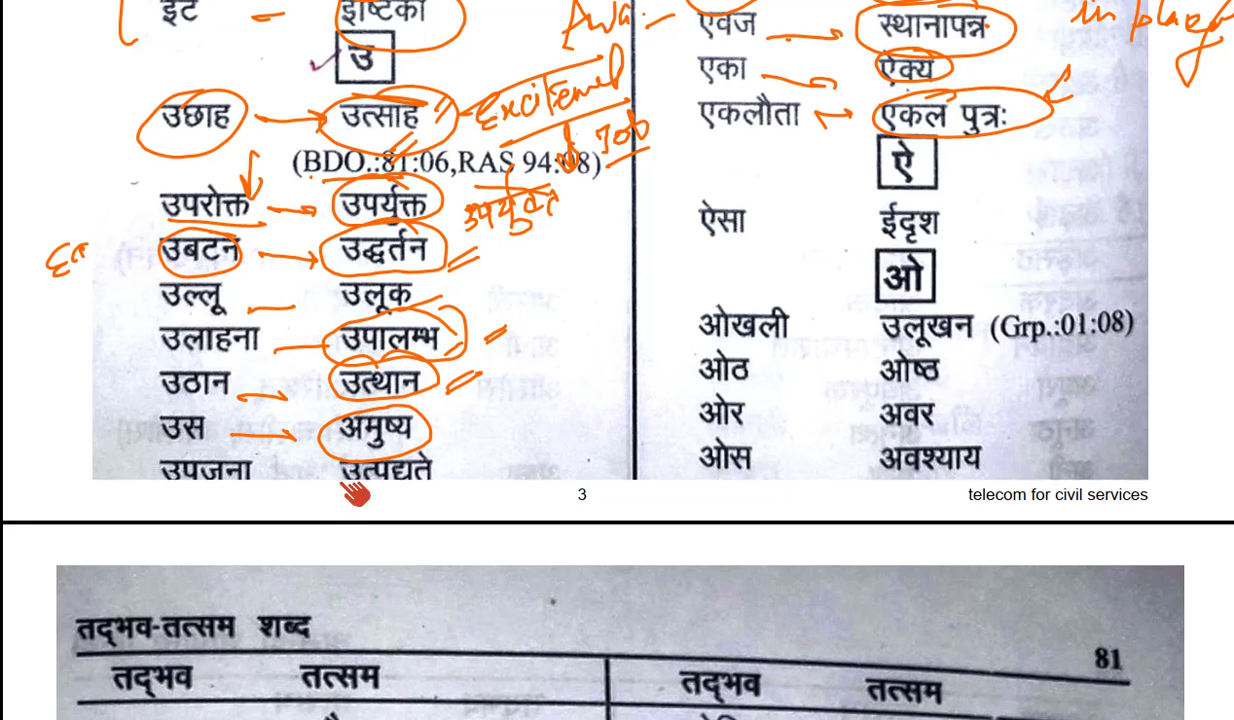 ईंट इष्टिका
उ
उछाह उत्साह Excitement
(BDO.:81:06,RAS 94:08) Job
उपरोक्त उपर्युक्त उपर्युक्त
उबटन उद्धर्तन
उल्लू उलूक
उलाहना उपालम्भ
उठान उत्थान
उस अमुष्य
उपजना उत्पद्यते
एवज स्थानापन्न in place of
एका ऐक्य
एकलौता एकल पुत्रः
ऐ
ऐसा ईदृश
ओ
ओखली उलूखन (Grp.:01:08)
ओठ ओष्ठ
ओर अवर
ओस अवश्याय
3 telecom for civil services
तद्भव-तत्सम शब्द 81
तद्भव तत्सम तद्भव तत्सम